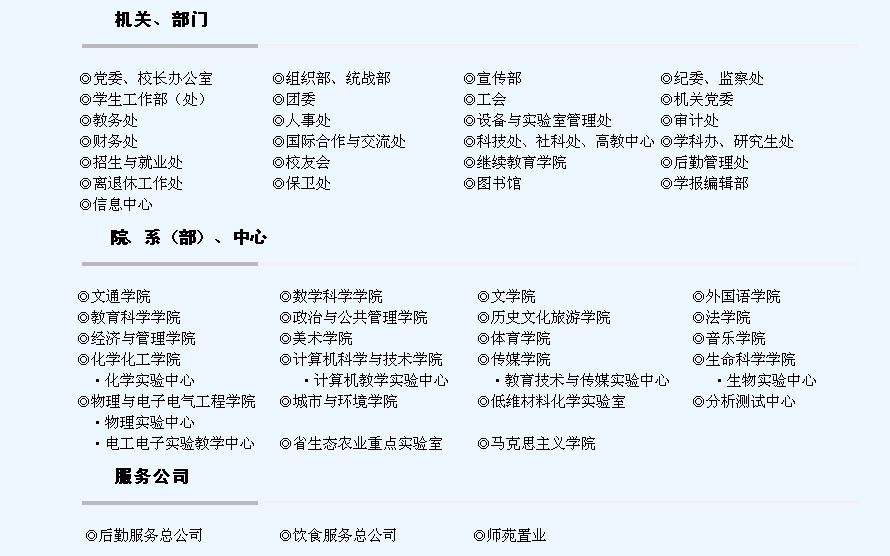 机关、部门
◎党委、校长办公室 ◎组织部、统战部 ◎宣传部 ◎纪委、监察处
◎学生工作部（处） ◎团委 ◎工会 ◎机关党委
◎教务处 ◎人事处 ◎设备与实验室管理处 ◎审计处
◎财务处 ◎国际合作与交流处 ◎科技处、社科处、高教中心 ◎学科办、研究生处
◎招生与就业处 ◎校友会 ◎继续教育学院 ◎后勤管理处
◎离退休工作处 ◎保卫处 ◎图书馆 ◎学报编辑部
◎信息中心
院、系（部）、中心
◎文通学院 ◎数学科学学院 ◎文学院 ◎外国语学院
◎教育科学学院 ◎政治与公共管理学院 ◎历史文化旅游学院 ◎法学院
◎经济与管理学院 ◎美术学院 ◎体育学院 ◎音乐学院
◎化学化工学院 ◎计算机科学与技术学院 ◎传媒学院 ◎生命科学学院
·化学实验中心 ·计算机教学实验中心 ·教育技术与传媒实验中心 ·生物实验中心
◎物理与电子电气工程学院 ◎城市与环境学院 ◎低维材料化学实验室 ◎分析测试中心
·物理实验中心
·电工电子实验教学中心 ◎省生态农业重点实验室 ◎马克思主义学院
服务公司
◎后勤服务总公司 ◎饮食服务总公司 ◎师苑置业